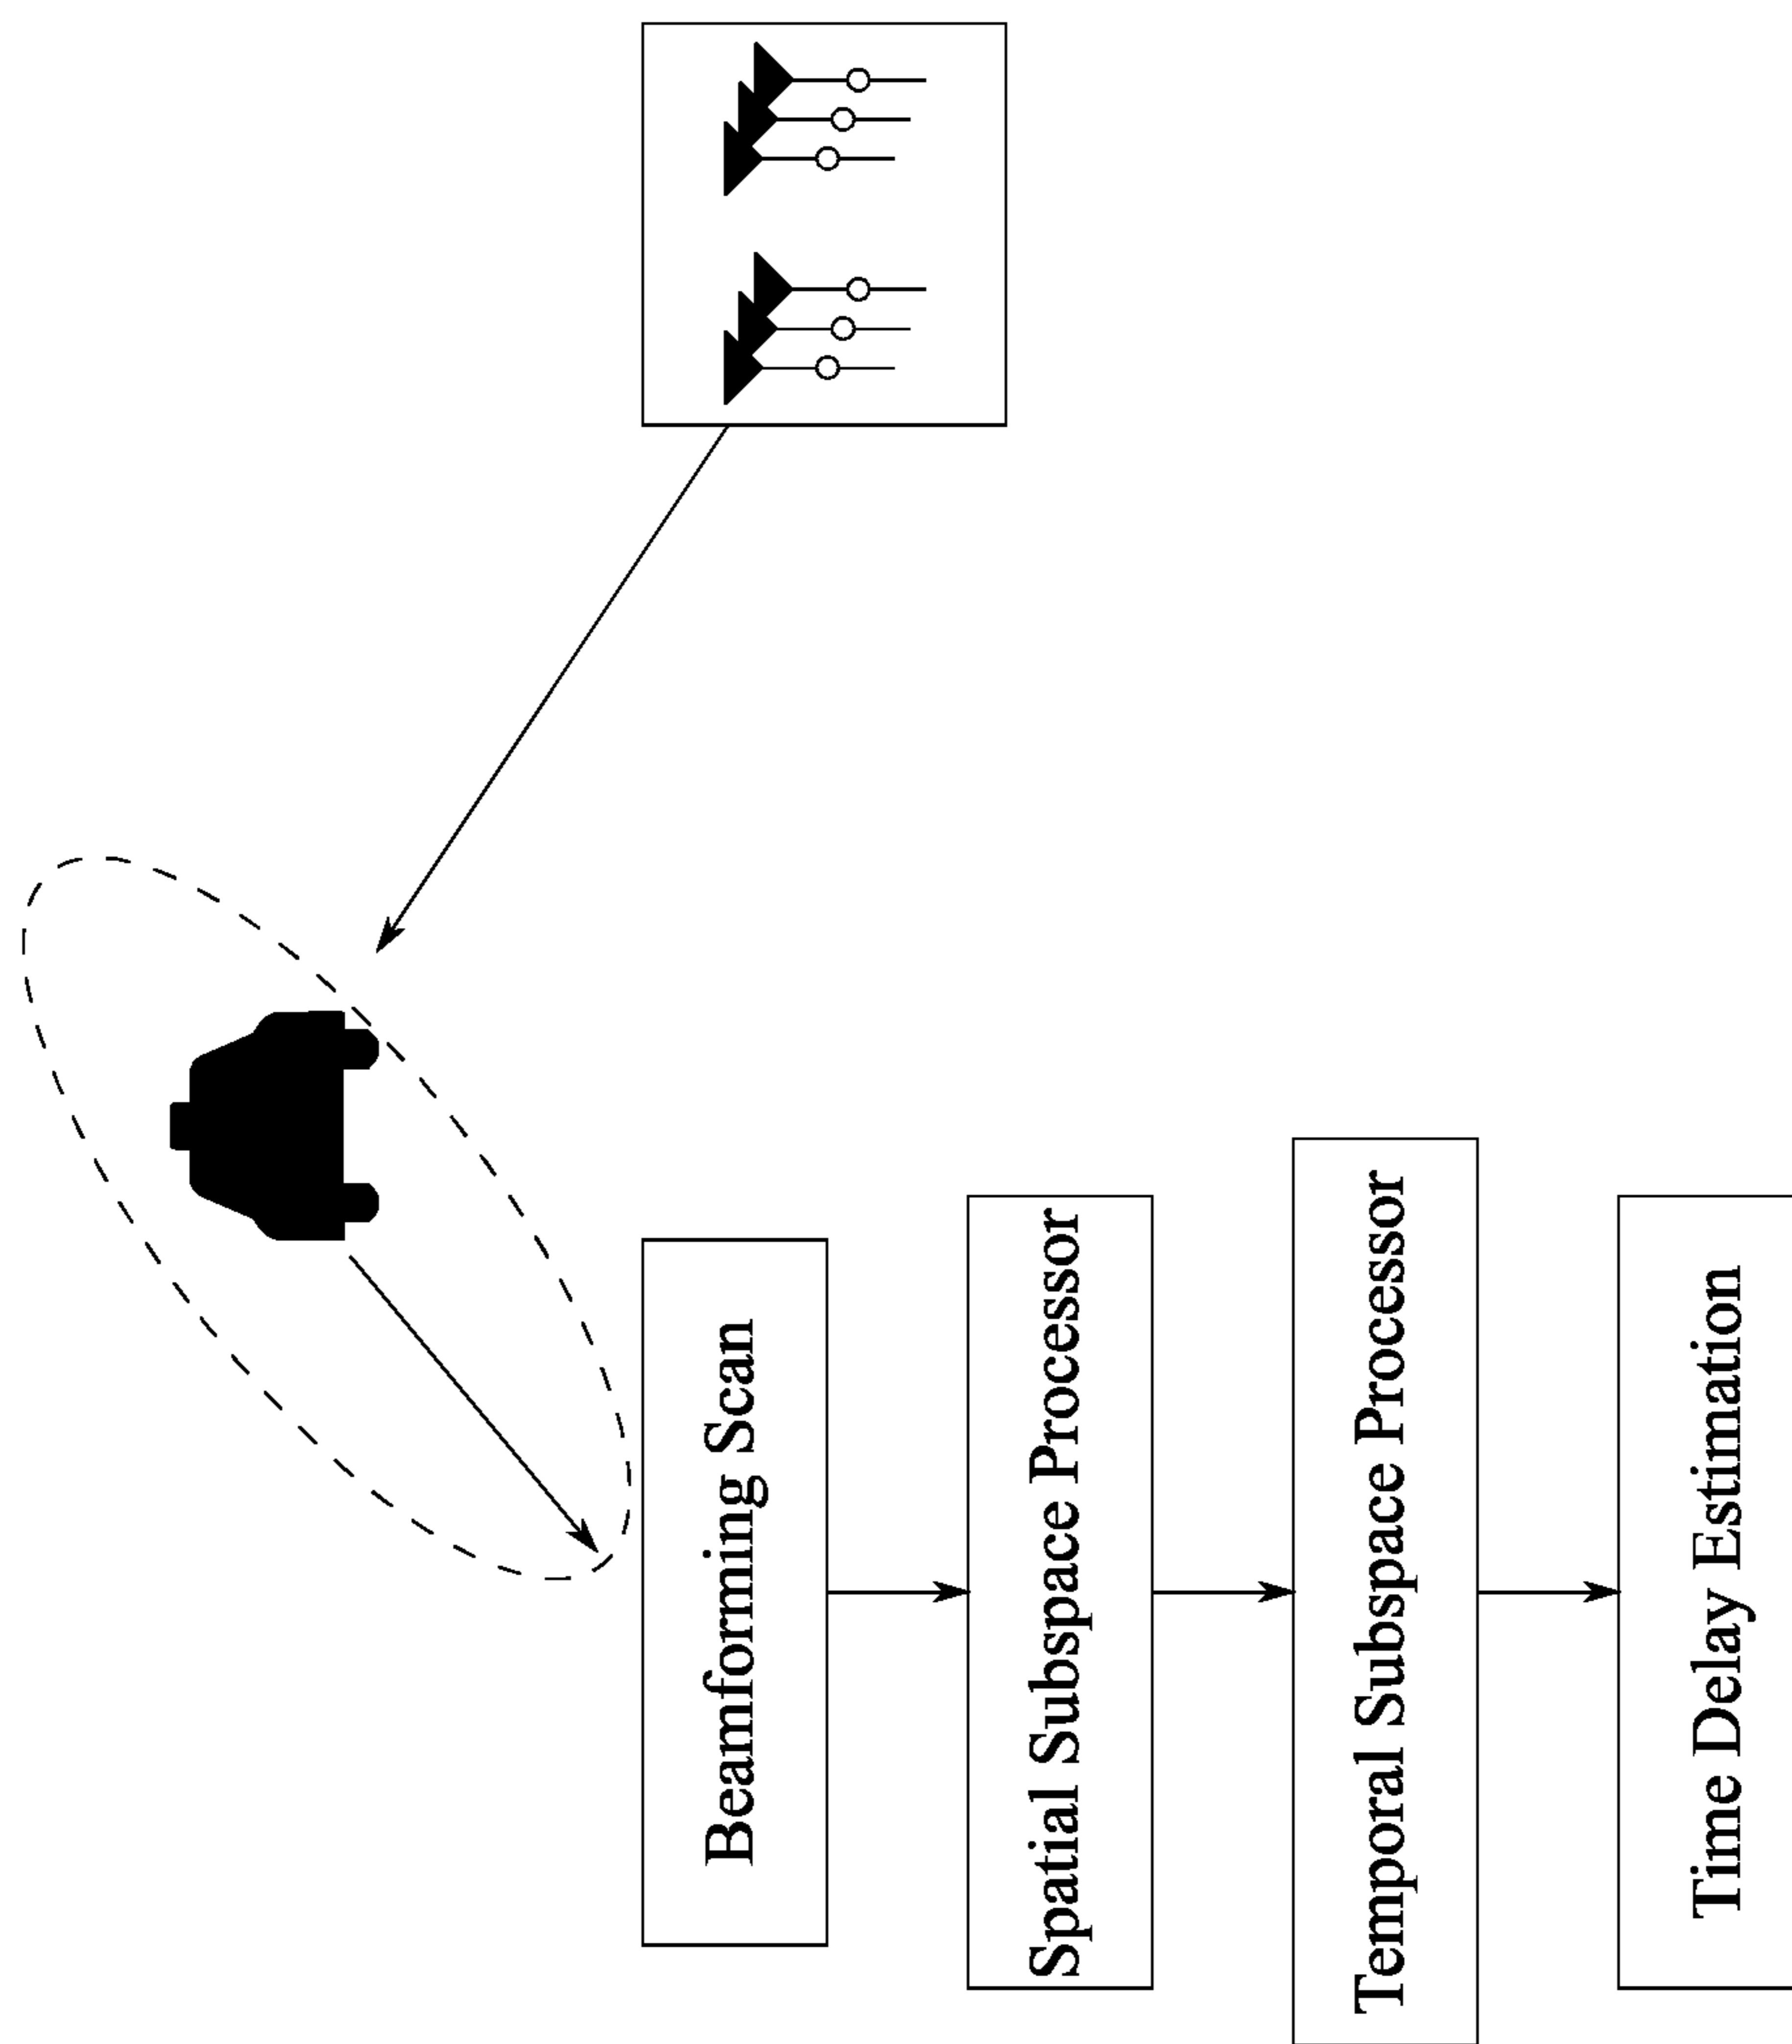 Beamforming Scan
Spatial Subspace Processor
Temporal Subspace Processor
Time Delay Estimation